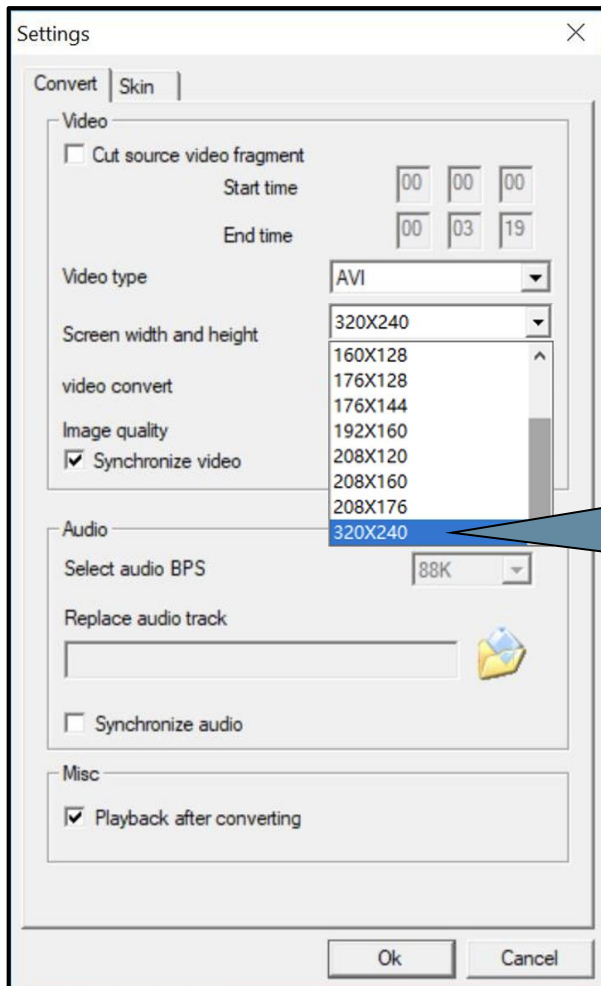 Settings
Convert
Skin
Video
Cut source video fragment
Start time
00 00 00
End time
00 03 19
Video type
AVI
Screen width and height
320X240
160X128
176X128
176X144
192X160
208X120
208X160
208X176
320X240
video convert
Image quality
Synchronize video
Audio
Select audio BPS
88K
Replace audio track
Synchronize audio
Misc
Playback after converting
Ok
Cancel